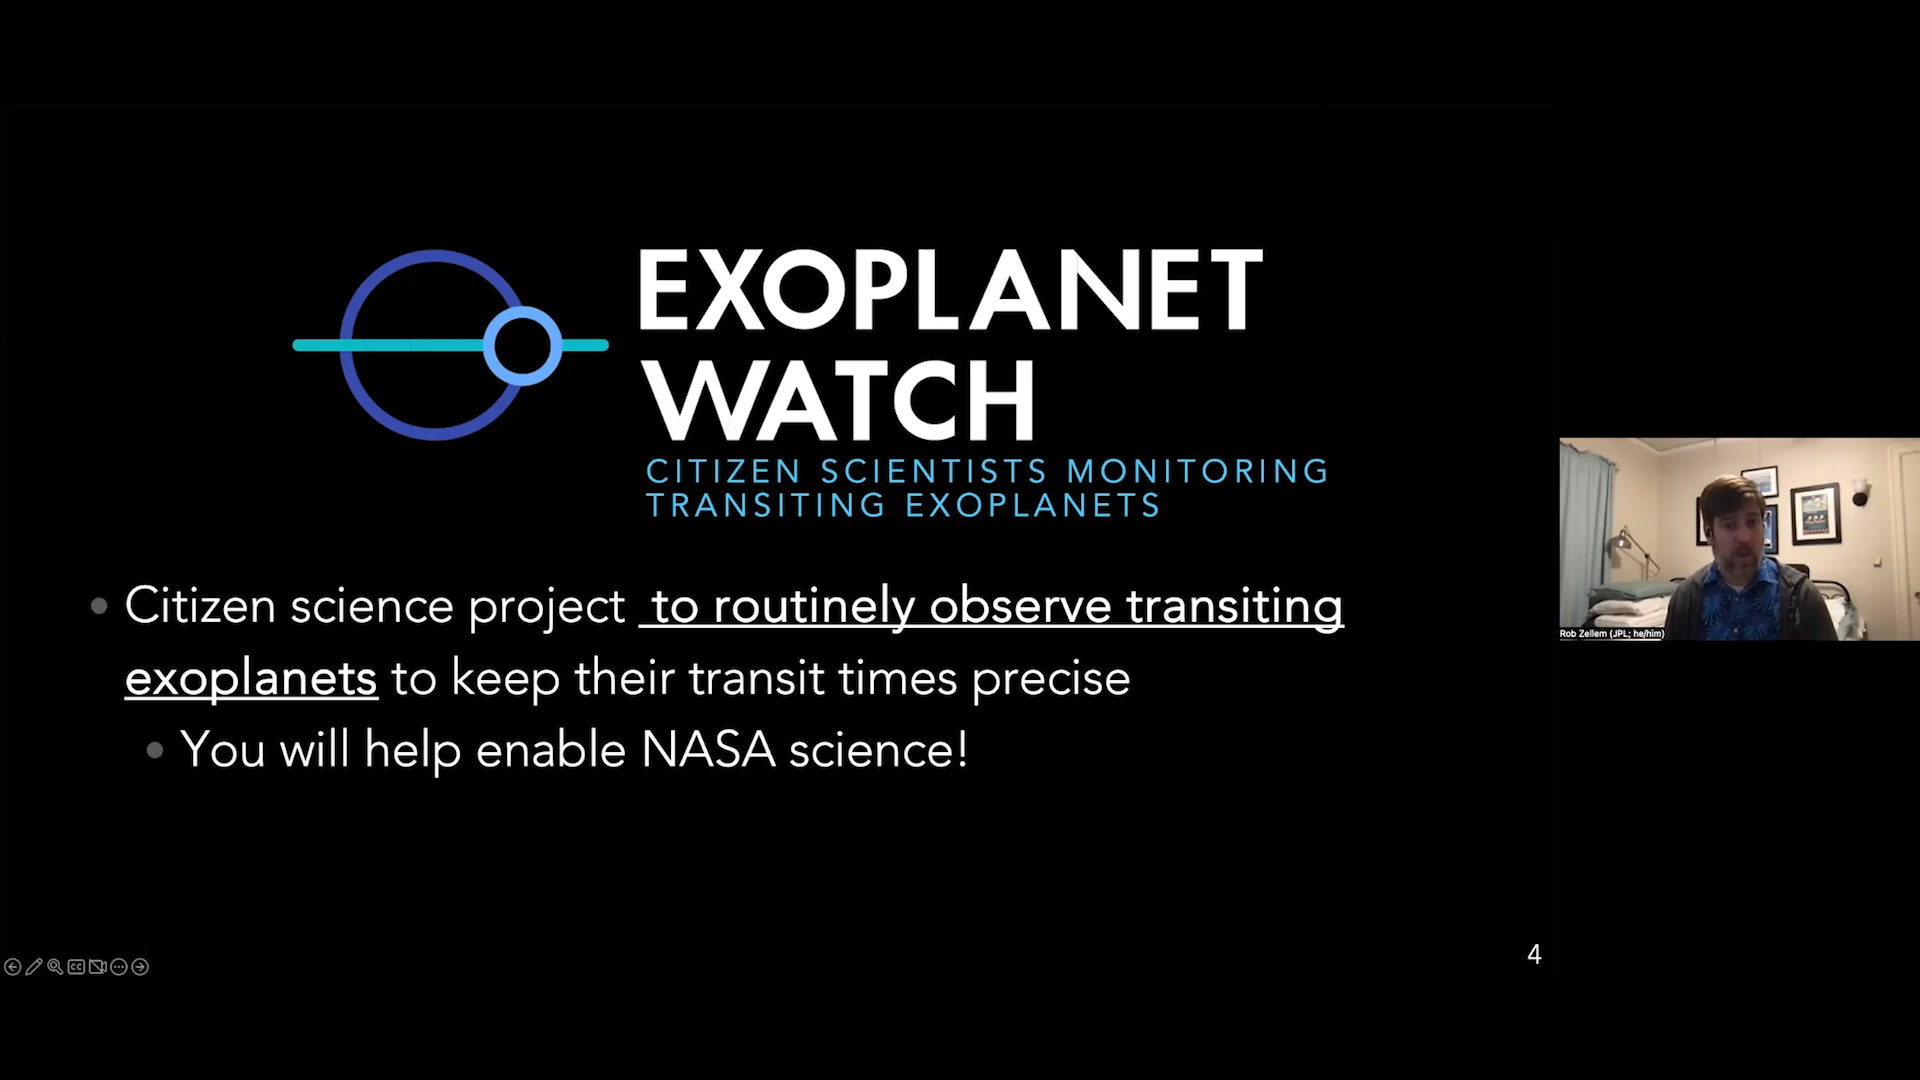 EXOPLANET
WATCH
CITIZEN SCIENTISTS MONITORING
TRANSITING EXOPLANETS
• Citizen science project to routinely observe transiting
exoplanets to keep their transit times precise
• You will help enable NASA science!
Rob Zellem (JPL; he/him)
CC
4